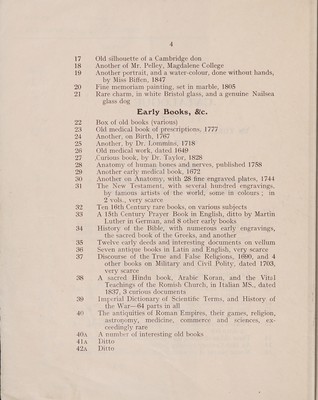 4
17 Old silhouette of a Cambridge don
18 Another of Mr. Pelley, Magdalene College
19 Another portrait, and a water-colour, done without hands,
by Miss Biffen, 1847
20 Fine memoriam painting, set in marble, 1805
21 Rare charm, in white Bristol glass, and a genuine Nailsea
glass dog
Early Books, &c.
22 Box of old books (various)
23 Old medical book of prescriptions, 1777
24 Another, on Birth, 1767
25 Another, by Dr. Lommins, 1718
26 Old medical work, dated 1649
27 Curious book, by Dr. Taylor, 1828
28 Anatomy of human bones and nerves, published 1758
29 Another early medical book, 1672
30 Another on Anatomy, with 28 fine engraved plates, 1744
31 The New Testament, with several hundred engravings,
by famous artists of the world, some in colours; in
2 vols., very scarce
32 Ten 16th Century rare books, on various subjects
33 A 15th Century Prayer Book in English, ditto by Martin
Luther in German, and 8 other early books
34 History of the Bible, with numerous early engravings,
the sacred book of the Greeks, and another
35 Twelve early deeds and interesting documents on vellum
36 Seven antique books in Latin and English, very scarce
37 Discourse of the True and False Religions, 1680, and 4
other books on Military and Civil Polity, dated 1703,
very scarce
38 A sacred Hindu book, Arabic Koran, and the Vital
Teachings of the Romish Church, in Italian MS., dated
1837, 3 curious documents
39 Imperial Dictionary of Scientific Terms, and History of
the War—64 parts in all
40 The antiquities of Roman Empires, their games, religion,
astronomy, medicine, commerce and sciences, ex-
ceedingly rare
40A A number of interesting old books
41A Ditto
42A Ditto